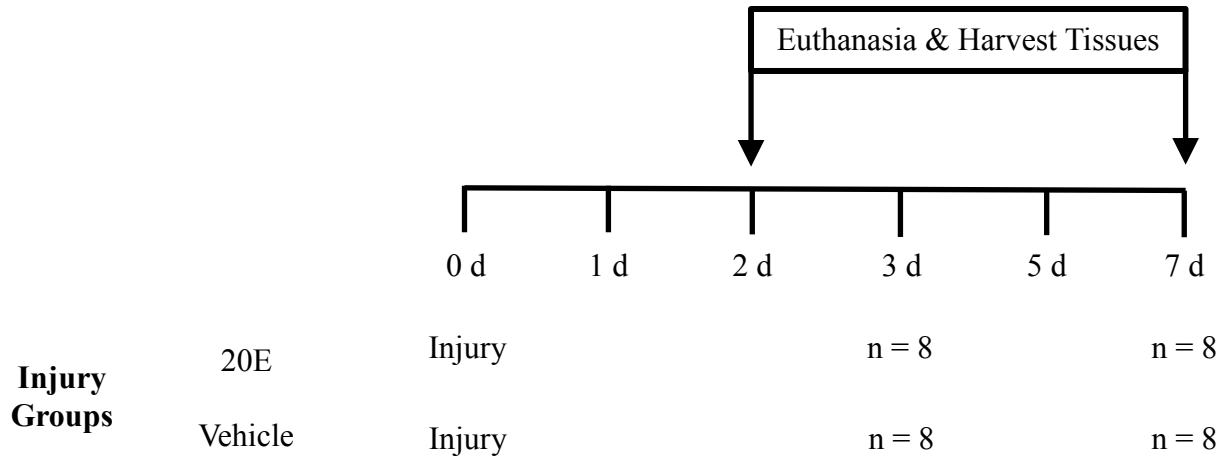 Euthanasia & Harvest Tissues
0 d 1 d 2 d 3 d 5 d 7 d
Injury Groups
20E Injury n = 8 n = 8
Vehicle Injury n = 8 n = 8